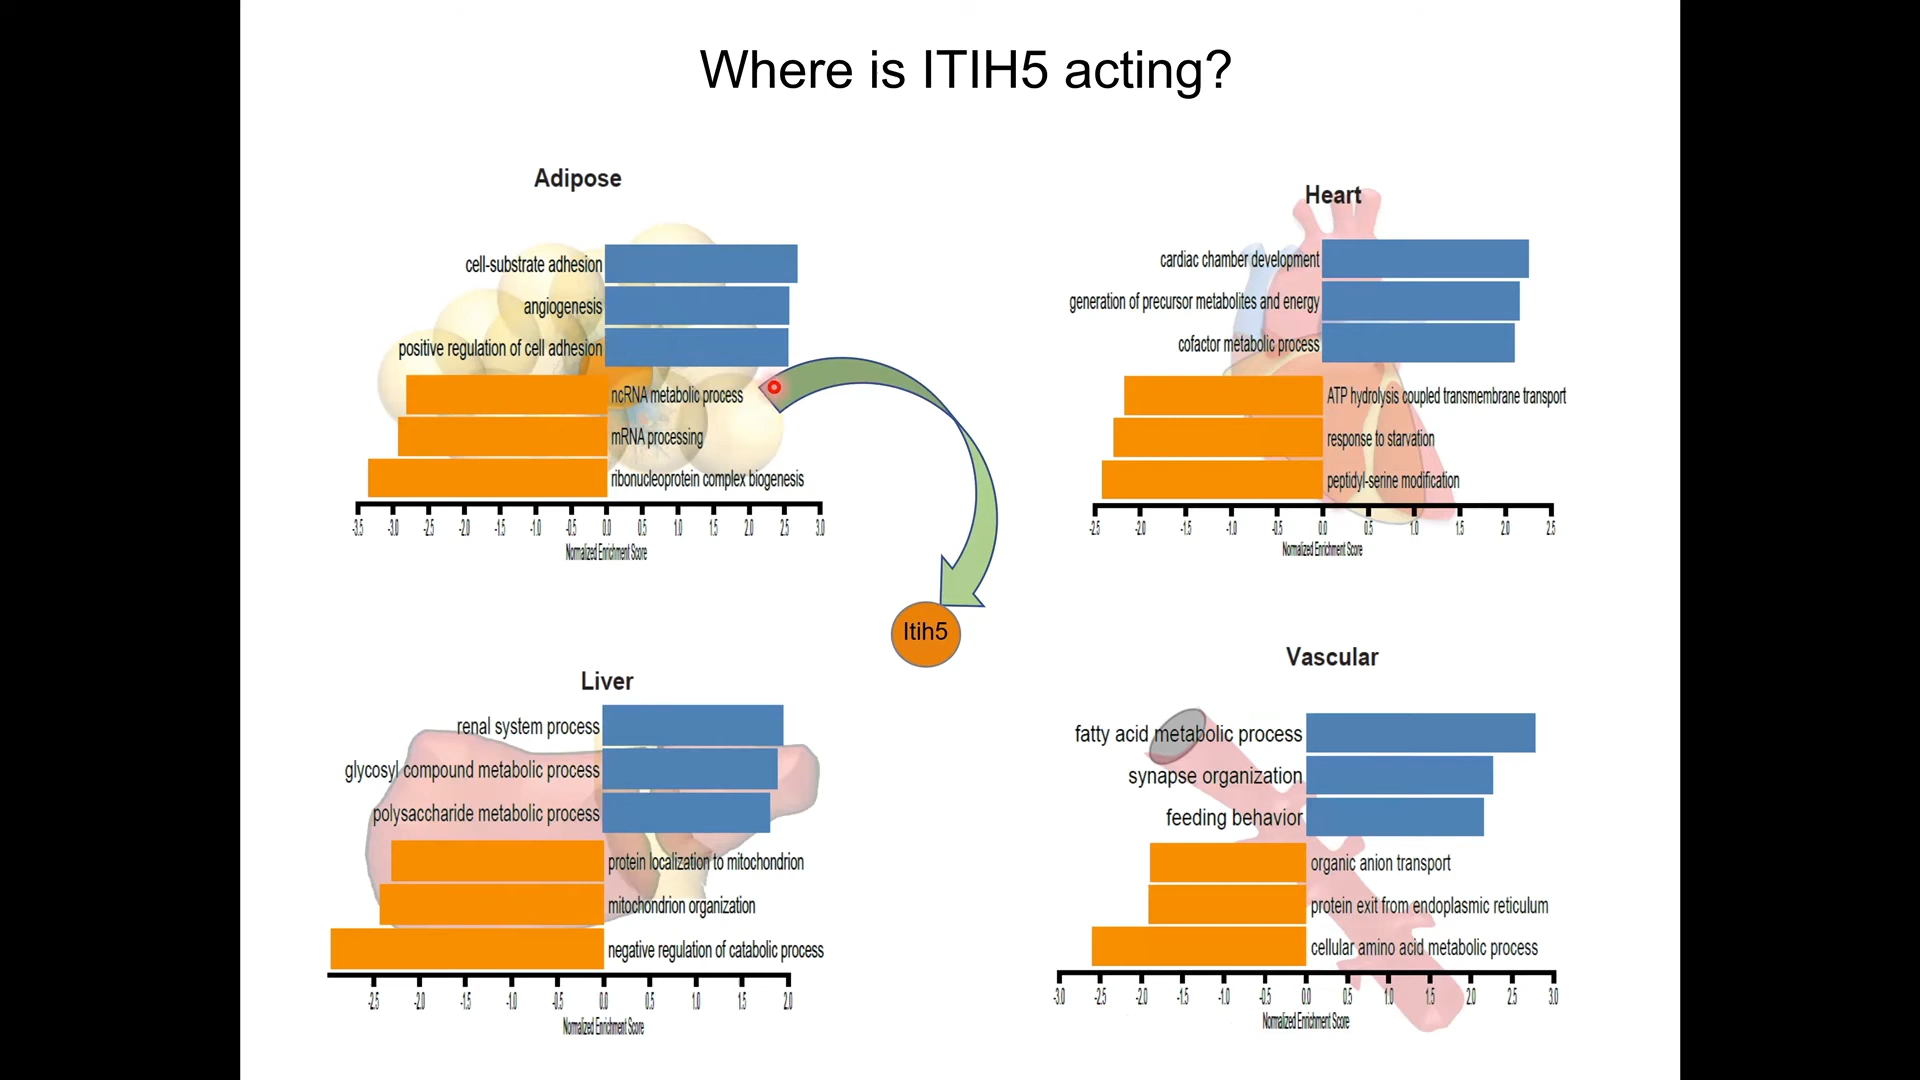 Where is ITIH5 acting?
Adipose
cell-substrate adhesion
angiogenesis
positive regulation of cell adhesion
ncRNA metabolic process
mRNA processing
ribonucleoprotein complex biogenesis
-3.5 -3.0 -2.5 -2.0 -1.5 -1.0 -0.5 0.0 0.5 1.0 1.5 2.0 2.5 3.0
Normalized Enrichment Score
Heart
cardiac chamber development
generation of precursor metabolites and energy
cofactor metabolic process
ATP hydrolysis coupled transmembrane transport
response to starvation
peptidyl-serine modification
-2.5 -2.0 -1.5 -1.0 -0.5 0.0 0.5 1.0 1.5 2.0 2.5
Normalized Enrichment Score
Itih5
Liver
renal system process
glycosyl compound metabolic process
polysaccharide metabolic process
protein localization to mitochondrion
mitochondrion organization
negative regulation of catabolic process
-2.5 -2.0 -1.5 -1.0 -0.5 0.0 0.5 1.0 1.5 2.0
Normalized Enrichment Score
Vascular
fatty acid metabolic process
synapse organization
feeding behavior
organic anion transport
protein exit from endoplasmic reticulum
cellular amino acid metabolic process
-3.0 -2.5 -2.0 -1.5 -1.0 -0.5 0.0 0.5 1.0 1.5 2.0 2.5 3.0
Normalized Enrichment Score